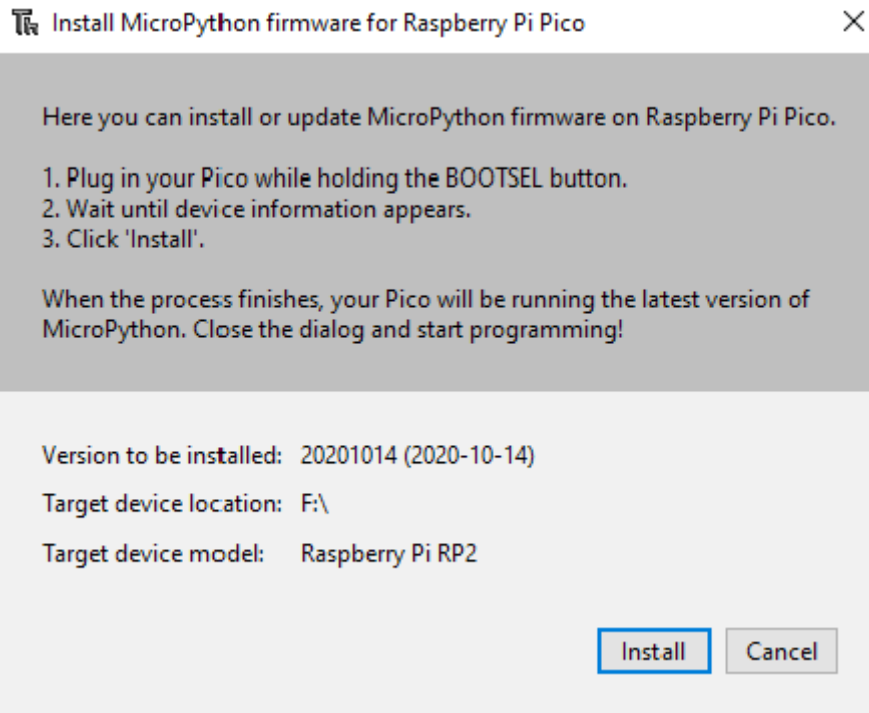 Install MicroPython firmware for Raspberry Pi Pico
Here you can install or update MicroPython firmware on Raspberry Pi Pico.
1. Plug in your Pico while holding the BOOTSEL button.
2. Wait until device information appears.
3. Click 'Install'.
When the process finishes, your Pico will be running the latest version of
MicroPython. Close the dialog and start programming!
Version to be installed: 20201014 (2020-10-14)
Target device location: F:\
Target device model: Raspberry Pi RP2
Install Cancel